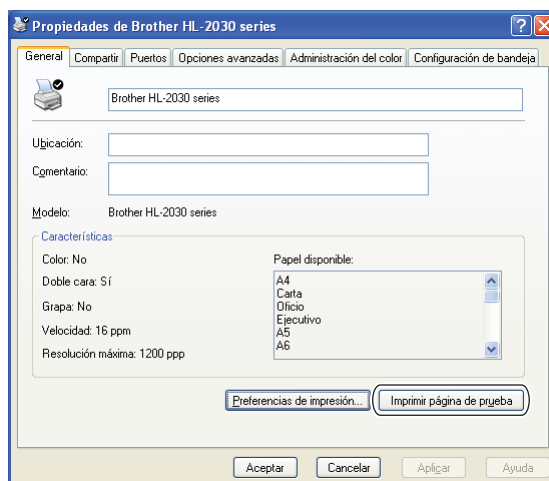 Propiedades de Brother HL-2030 series
General Compartir Puertos Opciones avanzadas Administración del color Configuración de bandeja
Brother HL-2030 series
Ubicación:
Comentario:
Modelo: Brother HL-2030 series
Características
Color: No Papel disponible:
Doble cara: Sí A4
Carta
Grapa: No Oficio
Ejecutivo
Velocidad: 16 ppm A5
Resolución máxima: 1200 ppp A6
Preferencias de impresión... Imprimir página de prueba
Aceptar Cancelar Aplicar Ayuda